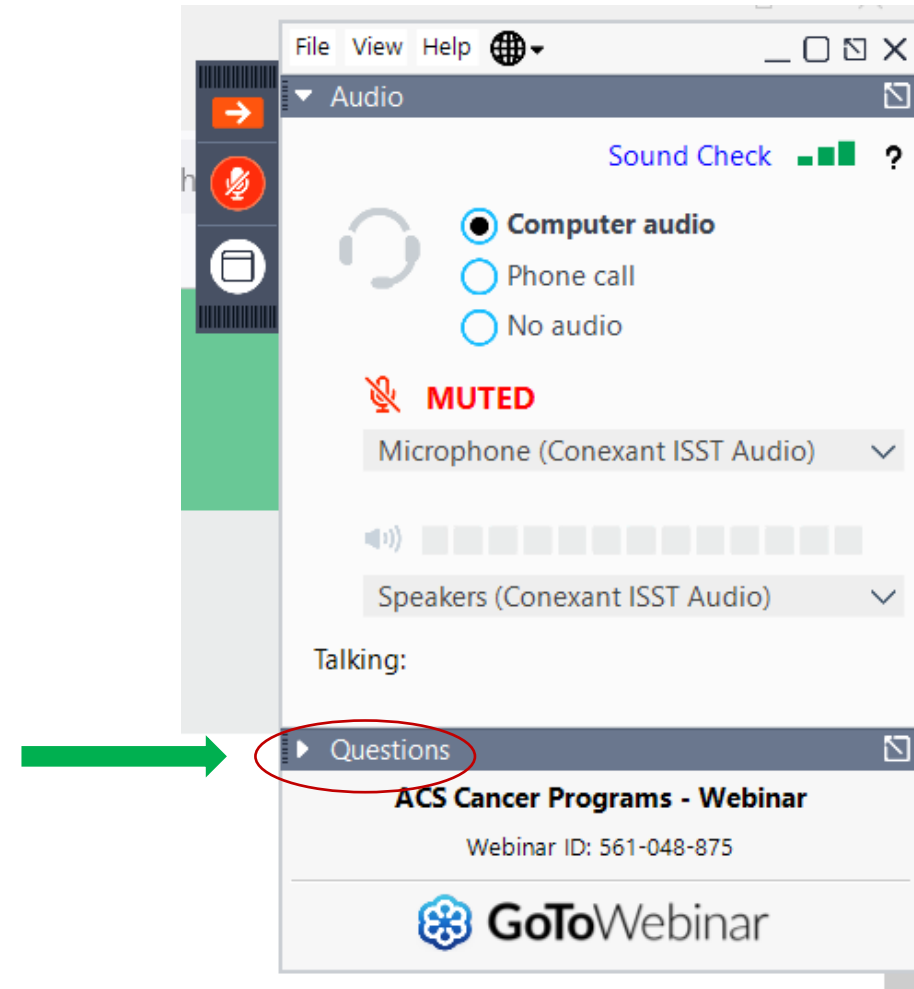 File View Help
Audio
Sound Check ?
h
Computer audio
Phone call
No audio
MUTED
Microphone (Conexant ISST Audio)
Speakers (Conexant ISST Audio)
Talking:
Questions
ACS Cancer Programs - Webinar
Webinar ID: 561-048-875
GoToWebinar